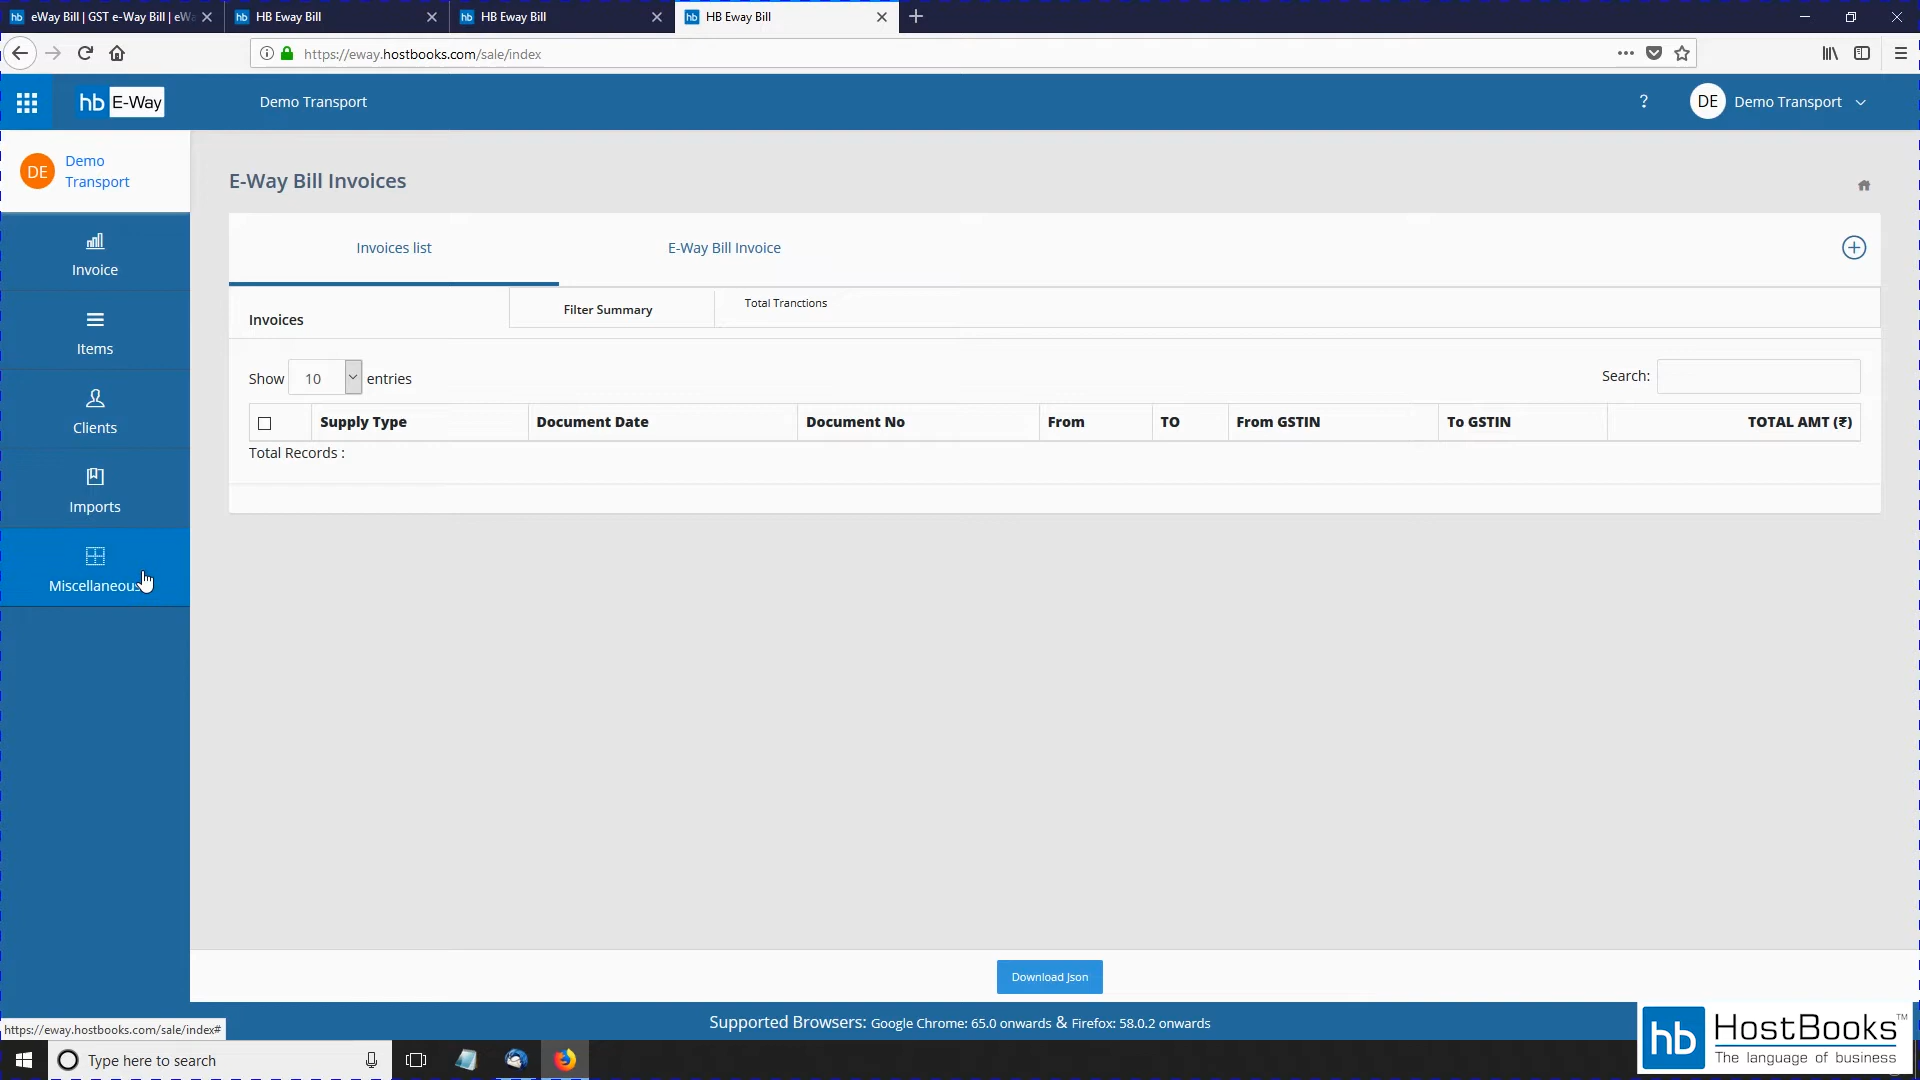 eWay Bill | GST e-Way Bill | eWa
HB Eway Bill
HB Eway Bill
HB Eway Bill
https://eway.hostbooks.com/sale/index
hb E-Way
Demo Transport
?
DE Demo Transport
DE
Demo
Transport
Invoice
Items
Clients
Imports
Miscellaneous
E-Way Bill Invoices
Invoices list
E-Way Bill Invoice
Invoices
Filter Summary
Total Tranctions
Show 10 entries
Search:
Supply Type Document Date Document No From TO From GSTIN To GSTIN TOTAL AMT (₹)
Total Records :
Download Json
Supported Browsers: Google Chrome: 65.0 onwards & Firefox: 58.0.2 onwards
https://eway.hostbooks.com/sale/index#
Type here to search
hb HostBooks™
The language of business